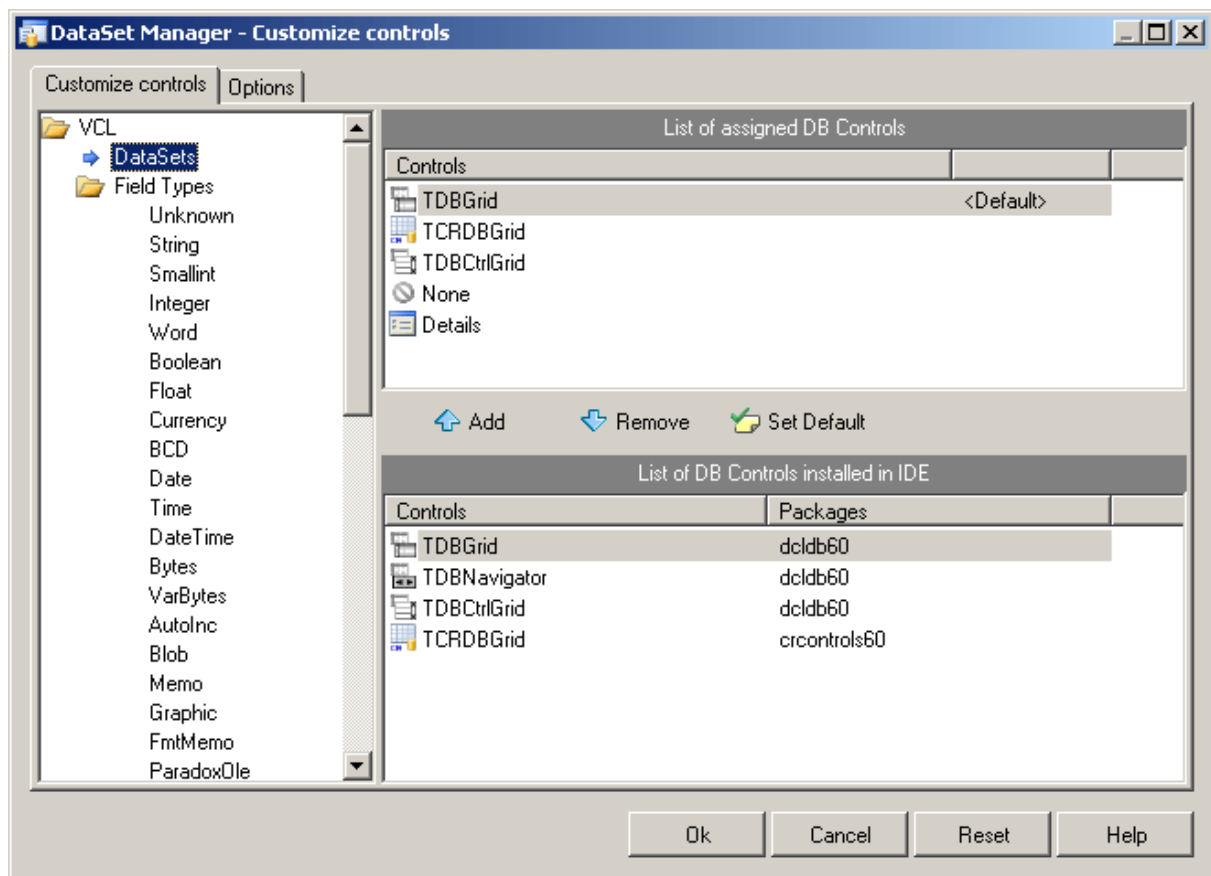 DataSet Manager - Customize controls
Customize controls Options
VCL
DataSets
Field Types
Unknown
String
Smallint
Integer
Word
Boolean
Float
Currency
BCD
Date
Time
DateTime
Bytes
VarBytes
AutoInc
Blob
Memo
Graphic
FmtMemo
ParadoxOle
List of assigned DB Controls
Controls
TDBGrid <Default>
TCRDBGrid
TDBCtrlGrid
None
Details
Add Remove Set Default
List of DB Controls installed in IDE
Controls Packages
TDBGrid dcldb60
TDBNavigator dcldb60
TDBCtrlGrid dcldb60
TCRDBGrid crcontrols60
Ok Cancel Reset Help